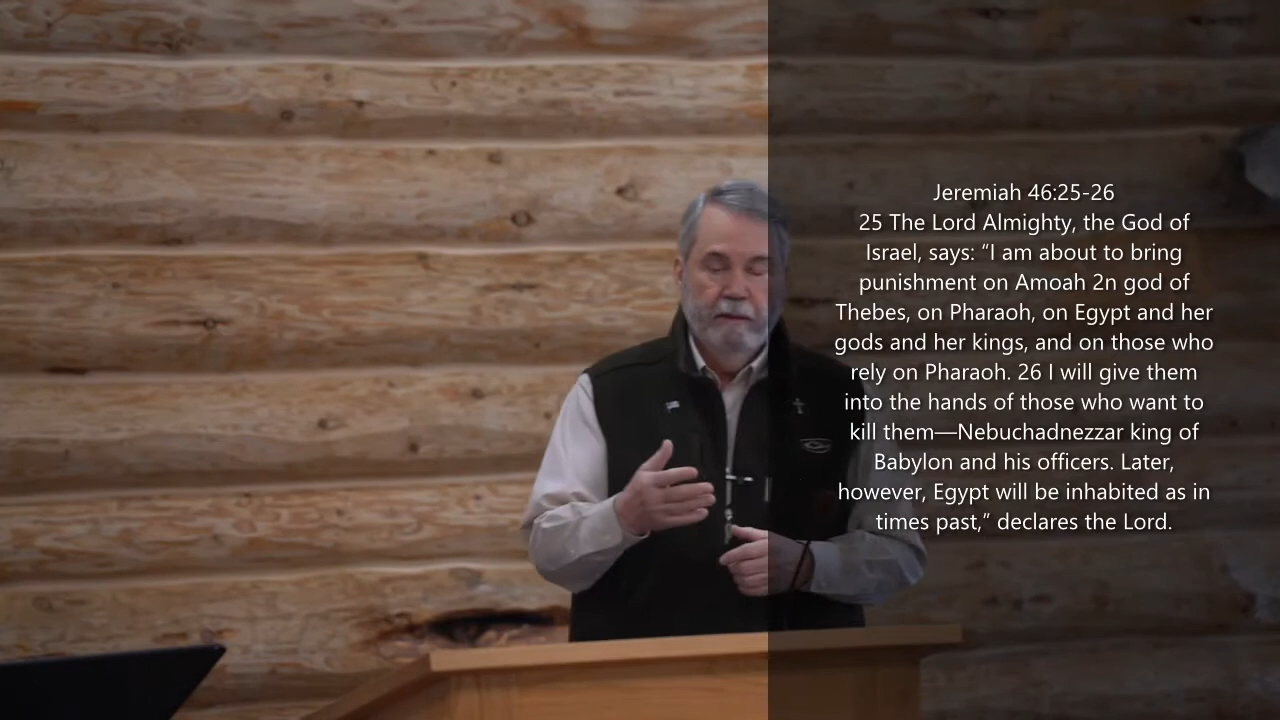 Jeremiah 46:25-26
25 The Lord Almighty, the God of
Israel, says: “I am about to bring
punishment on Amoah 2n god of
Thebes, on Pharaoh, on Egypt and her
gods and her kings, and on those who
rely on Pharaoh. 26 I will give them
into the hands of those who want to
kill them—Nebuchadnezzar king of
Babylon and his officers. Later,
however, Egypt will be inhabited as in
times past,” declares the Lord.